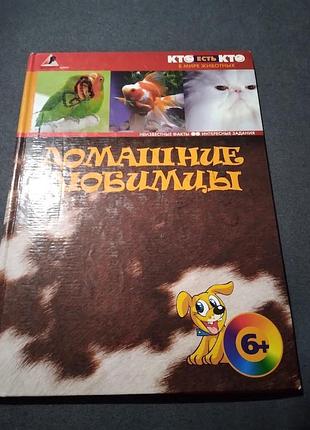 КТО ЕСТЬ КТО
В МИРЕ ЖИВОТНЫХ
НЕИЗВЕСТНЫЕ ФАКТЫ ИНТЕРЕСНЫЕ ЗАДАНИЯ
ДОМАШНИЕ
ЛЮБИМЦЫ
6+